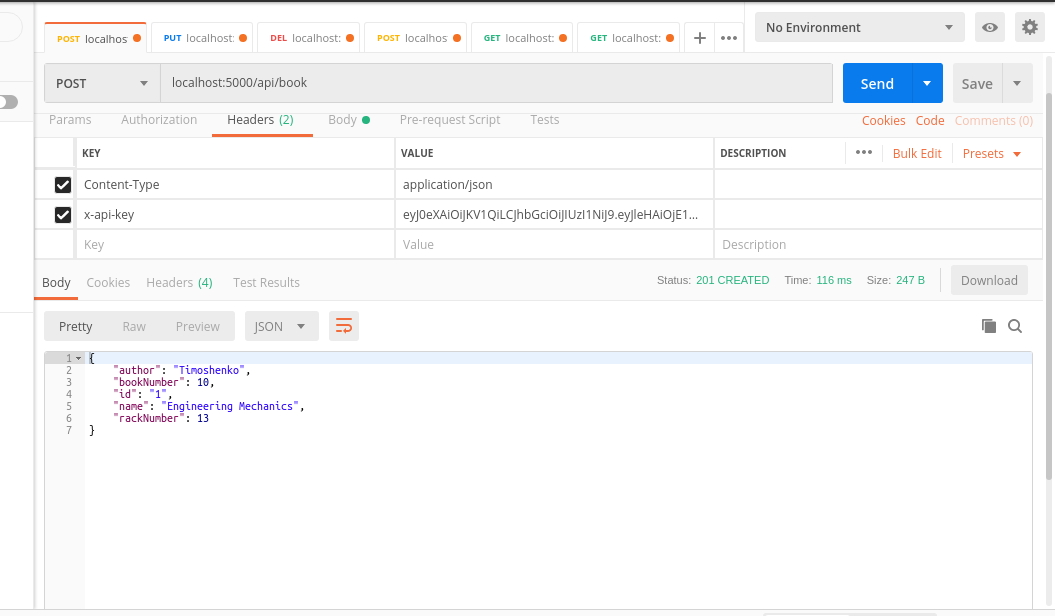 POST localhos PUT localhost: DEL localhost: POST localhos GET localhost: GET localhost: + ••• No Environment
POST localhost:5000/api/book Send Save
Params Authorization Headers (2) Body Pre-request Script Tests Cookies Code Comments (0)
KEY VALUE DESCRIPTION ••• Bulk Edit Presets
Content-Type application/json
x-api-key eyJ0eXAiOiJKV1QiLCJhbGciOiJIUzI1NiJ9.eyJleHAiOjE1...
Key Value Description
Body Cookies Headers (4) Test Results Status: 201 CREATED Time: 116 ms Size: 247 B Download
Pretty Raw Preview JSON
1 {
2 "author": "Timoshenko",
3 "bookNumber": 10,
4 "id": "1",
5 "name": "Engineering Mechanics",
6 "rackNumber": 13
7 }